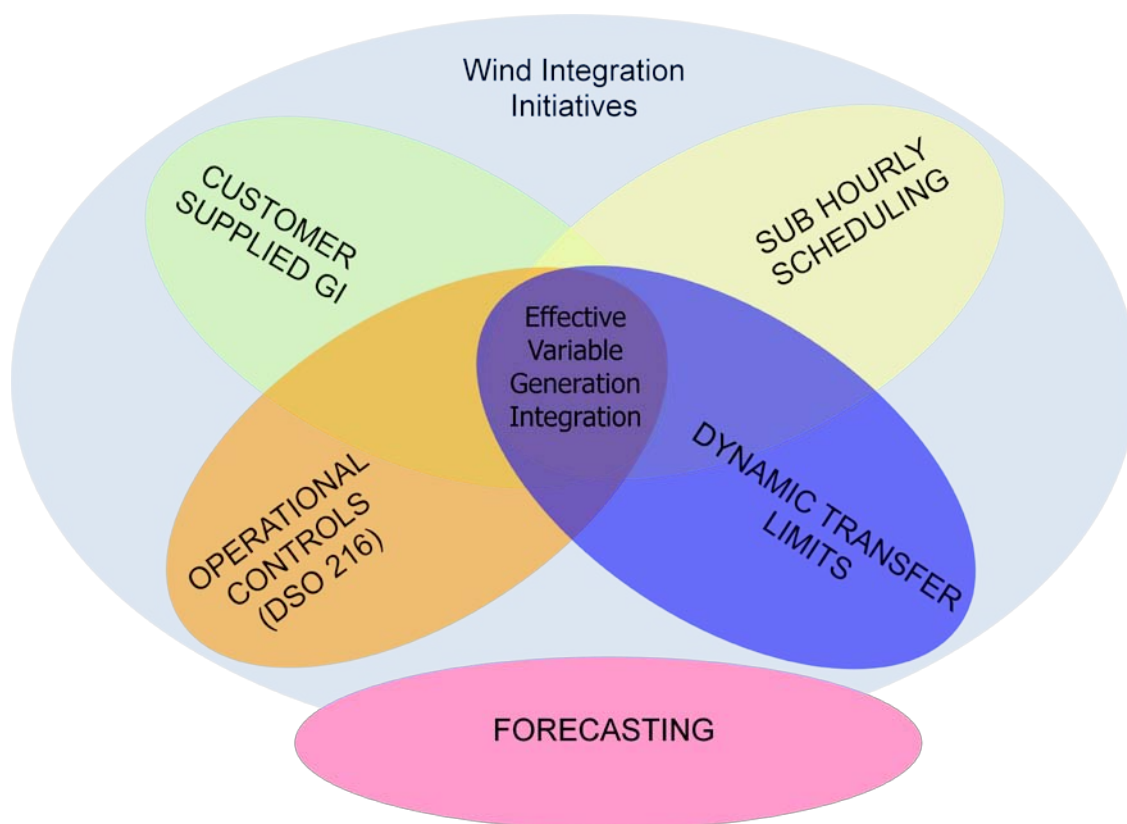 Wind Integration
Initiatives
CUSTOMER
SUPPLIED GI
SUB HOURLY
SCHEDULING
Effective
Variable
Generation
Integration
OPERATIONAL
CONTROLS
(DSO 216)
DYNAMIC TRANSFER
LIMITS
FORECASTING